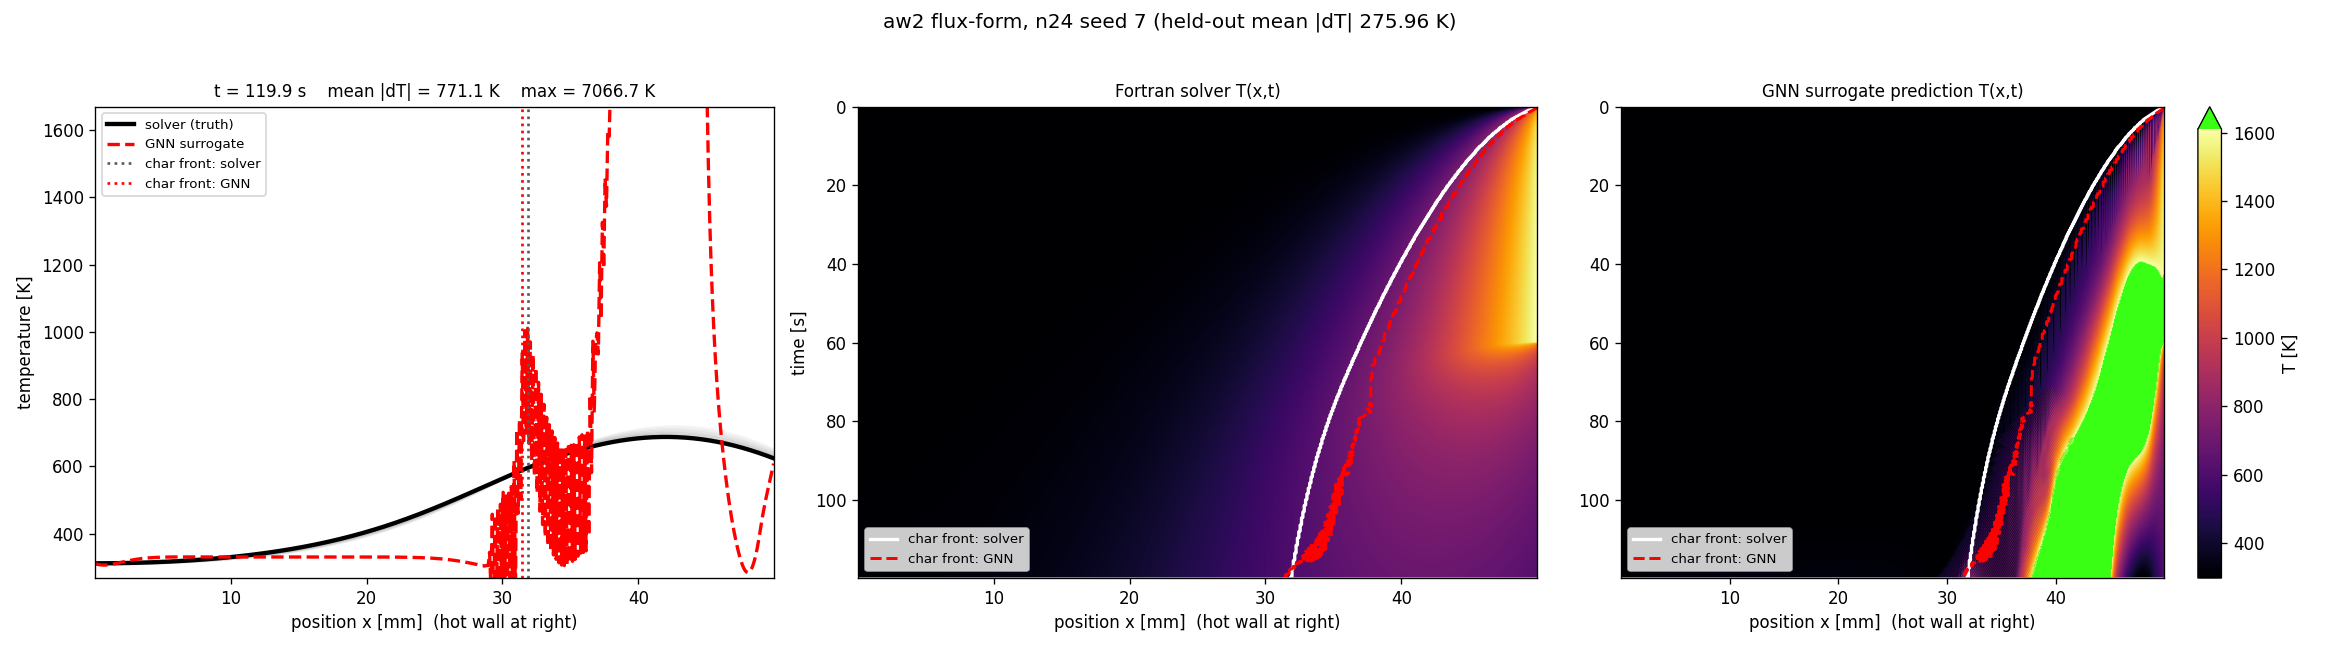 aw2 flux-form, n24 seed 7 (held-out mean |dT| 275.96 K)
t = 119.9 s    mean |dT| = 771.1 K    max = 7066.7 K
solver (truth)
GNN surrogate
char front: solver
char front: GNN
temperature [K]
1600
1400
1200
1000
800
600
400
10 20 30 40
position x [mm]  (hot wall at right)
Fortran solver T(x,t)
time [s]
0
20
40
60
80
100
char front: solver
char front: GNN
10 20 30 40
position x [mm]  (hot wall at right)
GNN surrogate prediction T(x,t)
0
20
40
60
80
100
char front: solver
char front: GNN
10 20 30 40
position x [mm]  (hot wall at right)
1600
1400
1200
1000
800
600
400
T [K]